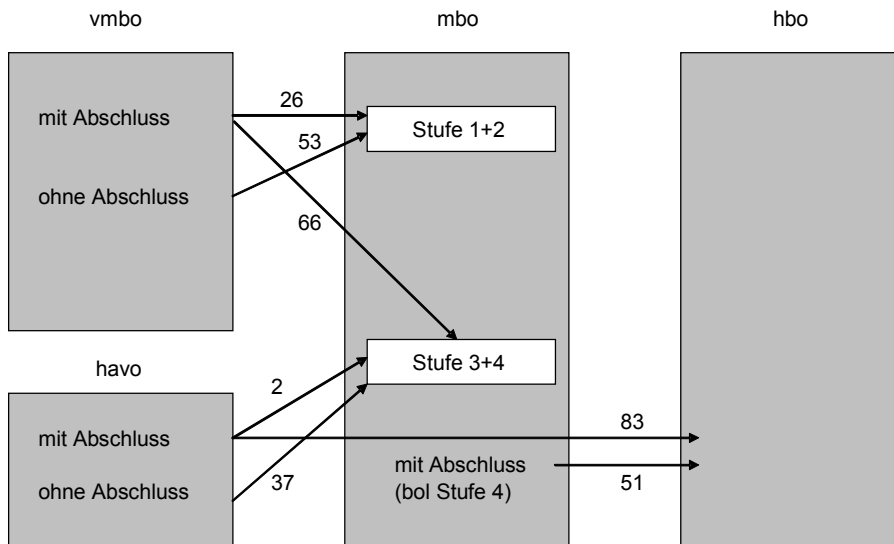 vmbo
mbo
hbo
mit Abschluss
26
Stufe 1+2
53
ohne Abschluss
66
havo
Stufe 3+4
2
83
mit Abschluss
mit Abschluss
(bol Stufe 4)
51
ohne Abschluss
37